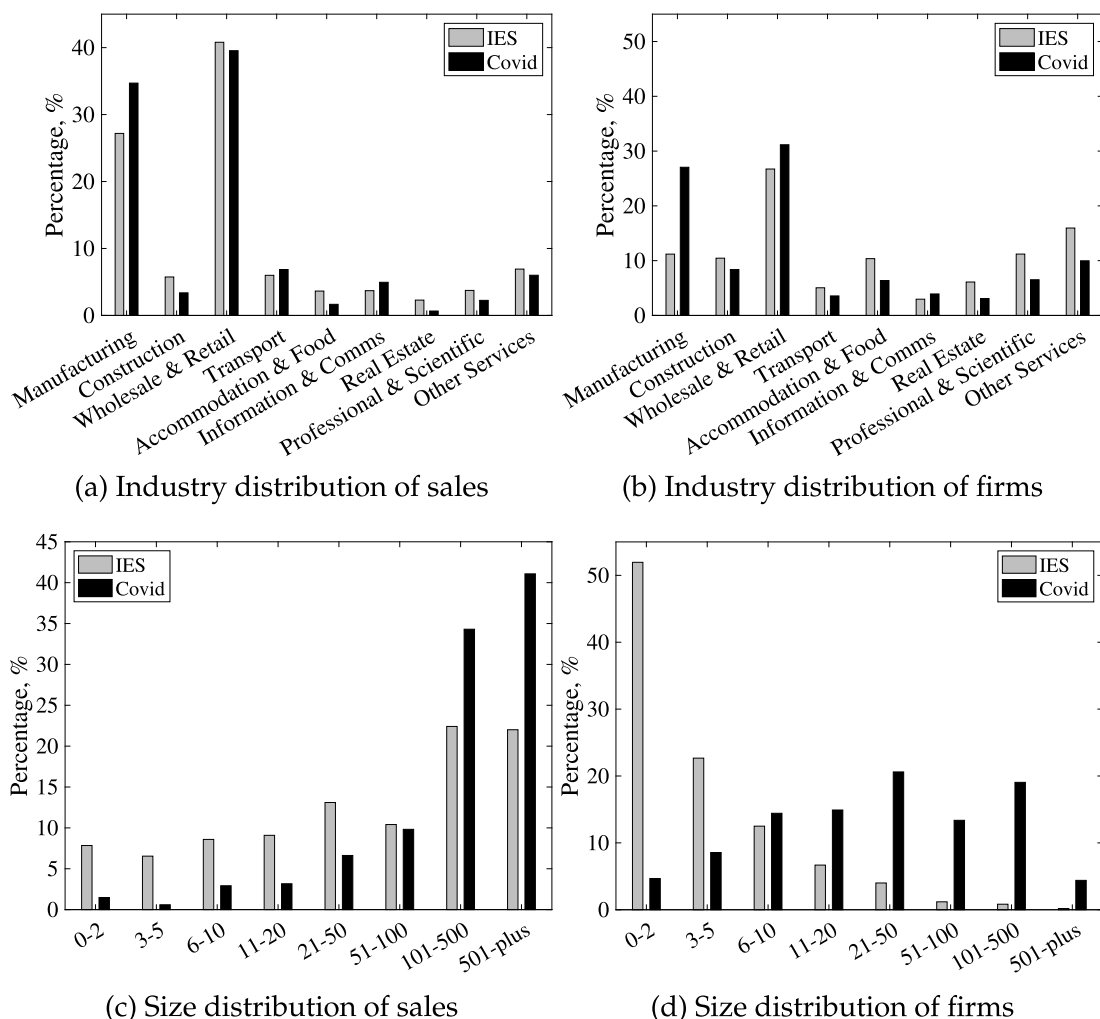 IES
Covid
Percentage, %
40
30
20
10
0
Manufacturing
Construction
Wholesale & Retail
Transport
Accommodation & Food
Information & Comms
Real Estate
Professional & Scientific
Other Services
(a) Industry distribution of sales
IES
Covid
Percentage, %
50
40
30
20
10
0
Manufacturing
Construction
Wholesale & Retail
Transport
Accommodation & Food
Information & Comms
Real Estate
Professional & Scientific
Other Services
(b) Industry distribution of firms
IES
Covid
Percentage, %
45
40
35
30
25
20
15
10
5
0
0-2
3-5
6-10
11-20
21-50
51-100
101-500
501-plus
(c) Size distribution of sales
IES
Covid
Percentage, %
50
40
30
20
10
0
0-2
3-5
6-10
11-20
21-50
51-100
101-500
501-plus
(d) Size distribution of firms